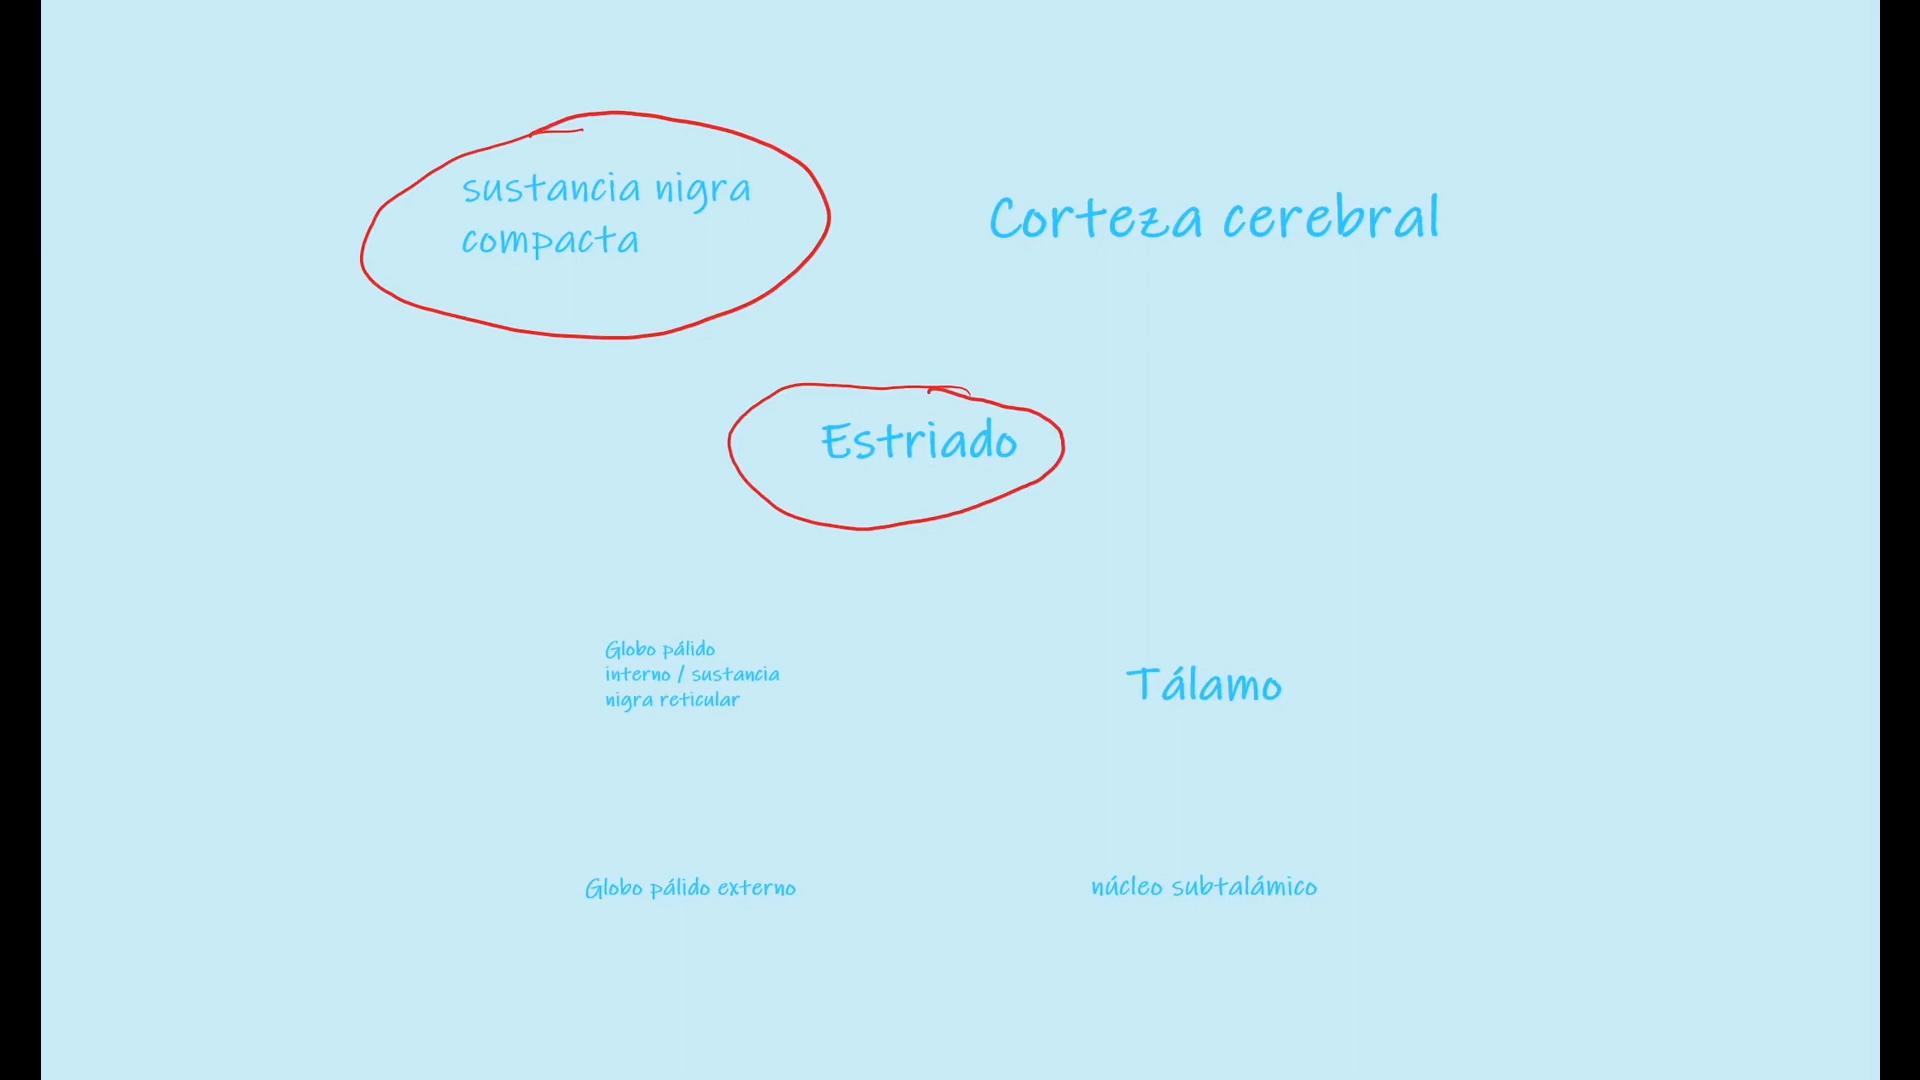 sustancia nigra
compacta
Corteza cerebral
Estriado
Globo pálido
interno / sustancia
nigra reticular
Tálamo
Globo pálido externo
núcleo subtalámico